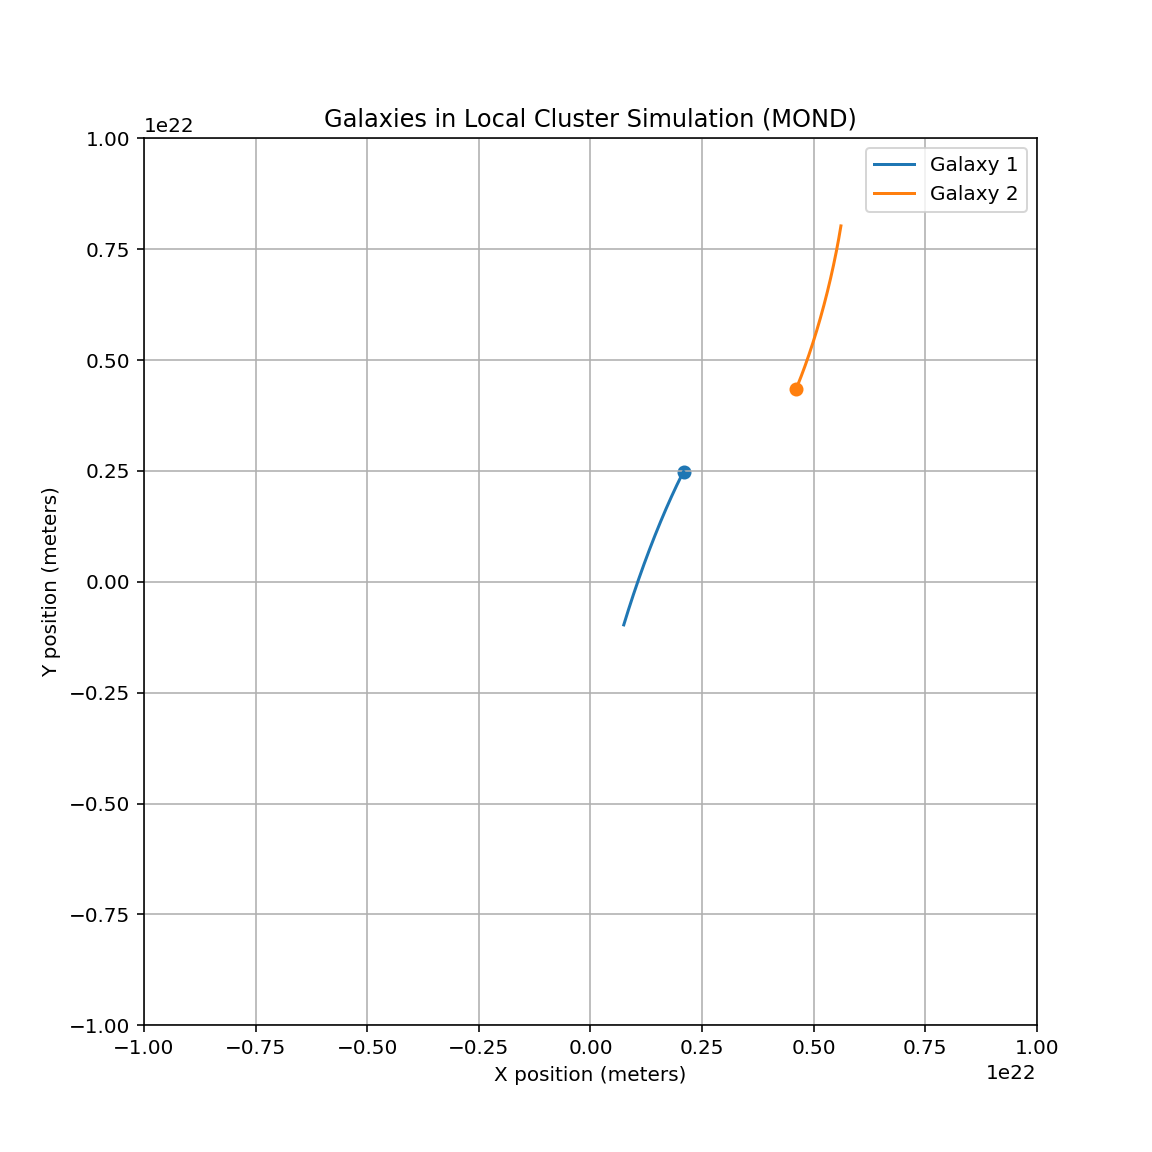 Galaxies in Local Cluster Simulation (MOND)
1e22
Galaxy 1
Galaxy 2
1.00
0.75
0.50
0.25
0.00
−0.25
−0.50
−0.75
−1.00
Y position (meters)
−1.00 −0.75 −0.50 −0.25 0.00 0.25 0.50 0.75 1.00
X position (meters)
1e22